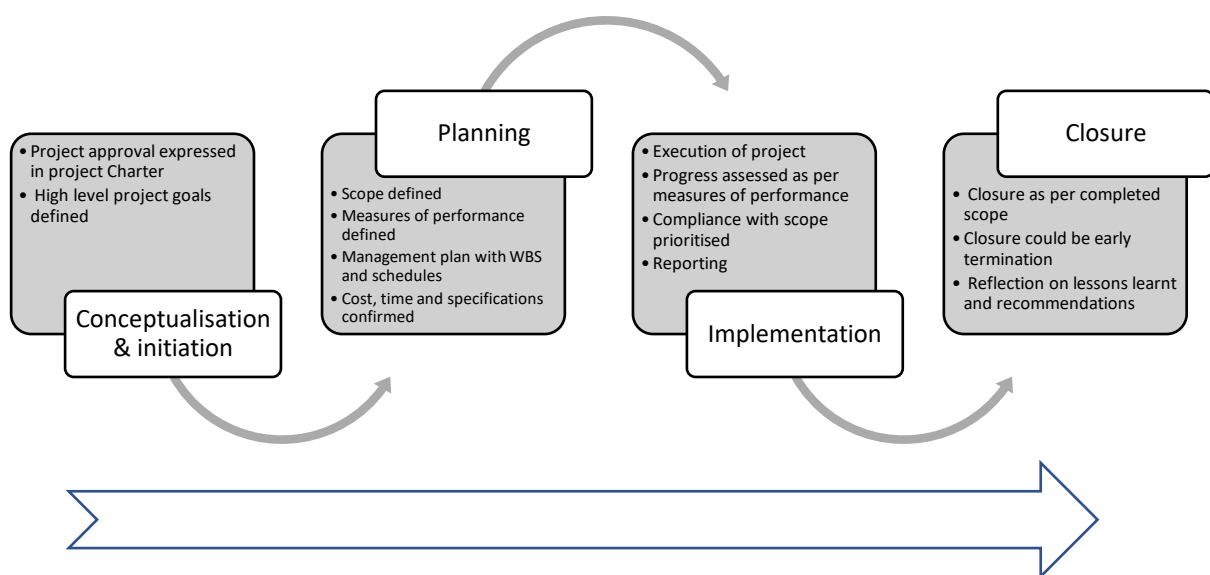 • Project approval expressed
in project Charter
• High level project goals
defined
Conceptualisation
& initiation
Planning
• Scope defined
• Measures of performance
defined
• Management plan with WBS
and schedules
• Cost, time and specifications
confirmed
• Execution of project
• Progress assessed as per
measures of performance
• Compliance with scope
prioritised
• Reporting
Implementation
Closure
• Closure as per completed
scope
• Closure could be early
termination
• Reflection on lessons learnt
and recommendations